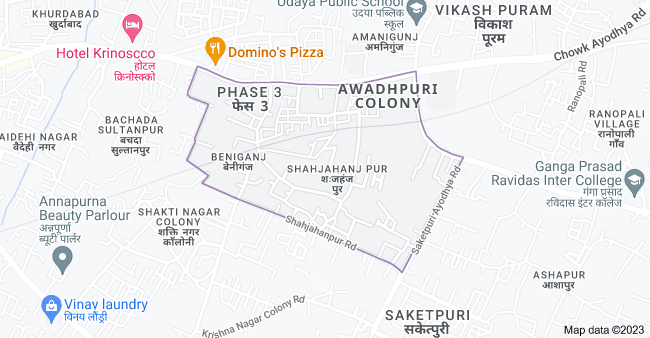 KHURDABAD
खुर्दाबाद
Udaya Public School
उदया पब्लिक
स्कूल
VIKASH PURAM
विकाश
पूरम
Hotel Krinoscco
होटल
क्रिनोस्को
Domino's Pizza
AMANIGUNJ
अमनिगुंज
Chowk Ayodhya Rd
Ranopali Rd
PHASE 3
फेस 3
AWADHPURI
COLONY
BACHADA
SULTANPUR
बचदा
सुल्तानपुर
RANOPALI
VILLAGE
रानोपाली
गाँव
AIDEHI NAGAR
वैदेही नगर
BENIGANJ
बेनीगंज
SHAHJAHANJ PUR
शःजहंज
पुर
Ganga Prasad
Ravidas Inter College
गंगा प्रसाद
रविदास इंटर कॉलेज
Annapurna
Beauty Parlour
अन्नपूर्णा
ब्यूटी पार्लर
SHAKTI NAGAR
COLONY
शक्ति नगर
कॉलोनी
Saketpuri Ayodhya Rd
Shahjahanpur Rd
ASHAPUR
आशापुर
Vinav laundry
विनय लौंड्री
Krishna Nagar Colony Rd
SAKETPURI
सकेत्पुरी
Map data ©2023